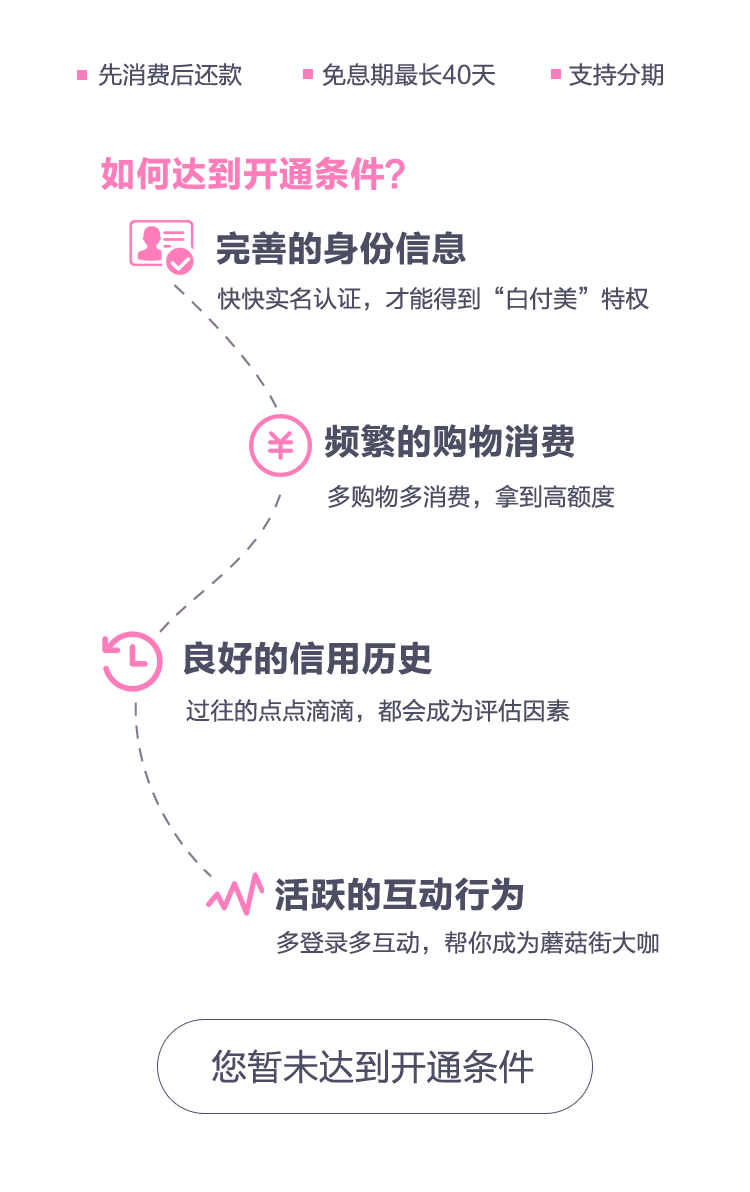 先消费后还款 免息期最长40天 支持分期
如何达到开通条件?
完善的身份信息
快快实名认证，才能得到“白付美”特权
¥
频繁的购物消费
多购物多消费，拿到高额度
良好的信用历史
过往的点点滴滴，都会成为评估因素
活跃的互动行为
多登录多互动，帮你成为蘑菇街大咖
您暂未达到开通条件